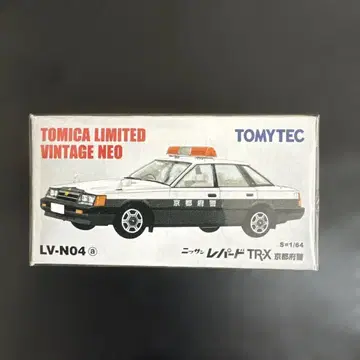 TOMICA LIMITED
VINTAGE NEO
TOMYTEC
京都府警
LV-N04 ⓐ
S=1/64
ニッサン レパード TR-X 京都府警